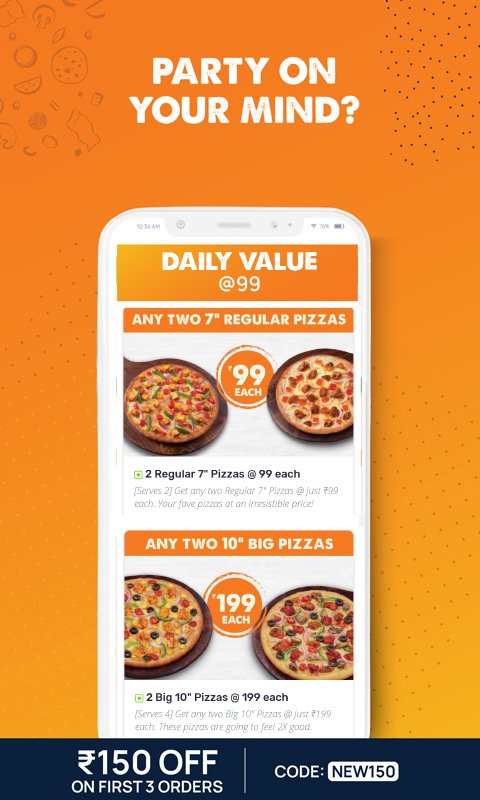 PARTY ON
YOUR MIND?
10:36 AM
76%
DAILY VALUE
@99
ANY TWO 7" REGULAR PIZZAS
₹99
EACH
2 Regular 7" Pizzas @ 99 each
[Serves 2] Get any two Regular 7" Pizzas @ just ₹99
each. Your fave pizzas at an irresistible price!
ANY TWO 10" BIG PIZZAS
₹199
EACH
2 Big 10" Pizzas @ 199 each
[Serves 4] Get any two Big 10" Pizzas @ just ₹199
each. These pizzas are going to feel 2X good.
₹150 OFF
ON FIRST 3 ORDERS
CODE: NEW150